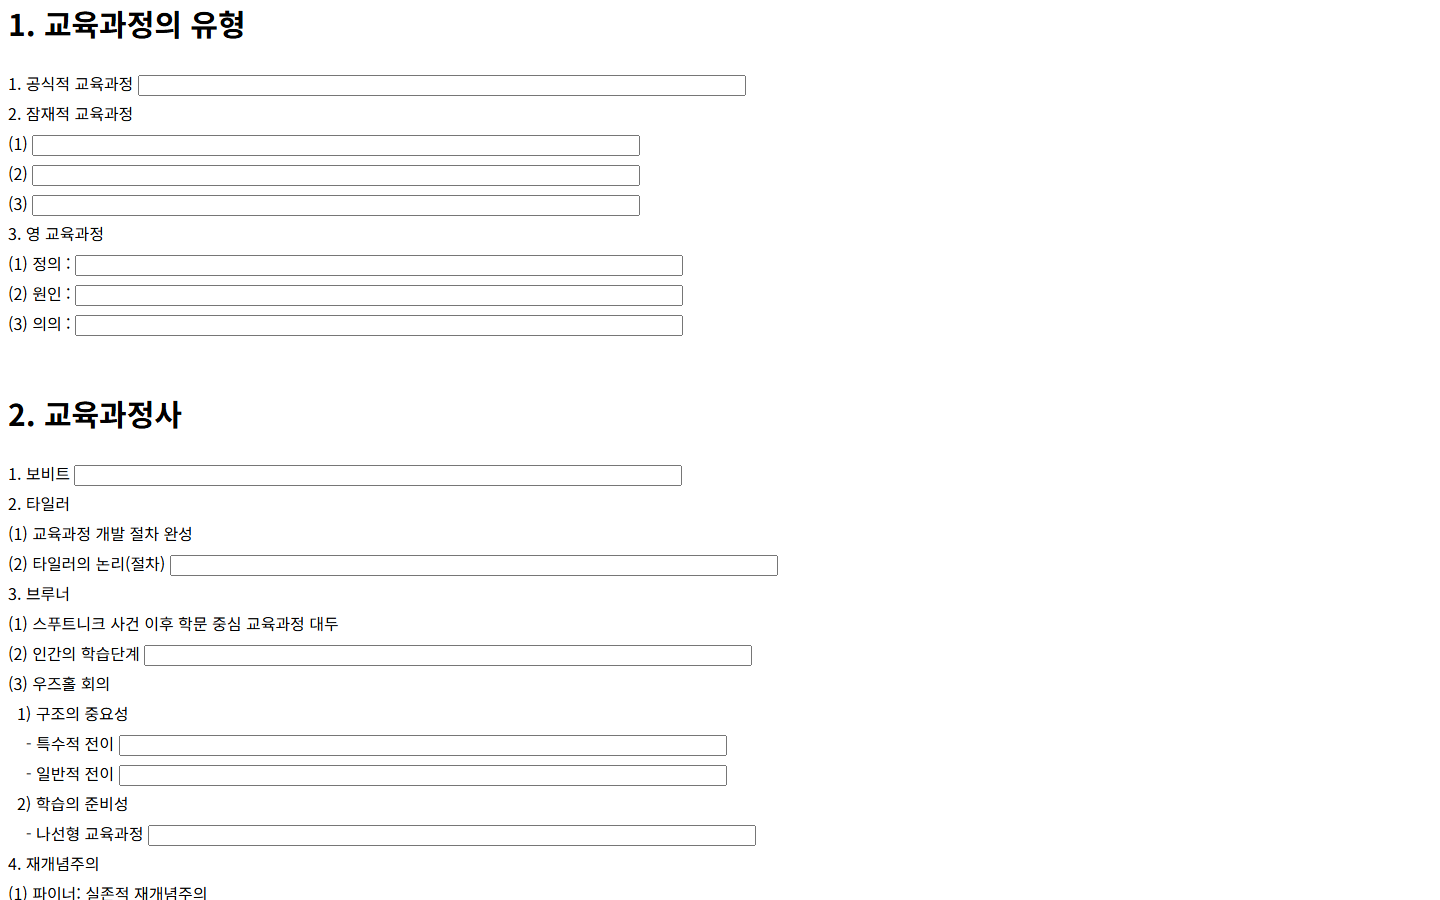 1. 교육과정의 유형
1. 공식적 교육과정
2. 잠재적 교육과정
(1)
(2)
(3)
3. 영 교육과정
(1) 정의 :
(2) 원인 :
(3) 의의 :
2. 교육과정사
1. 보비트
2. 타일러
(1) 교육과정 개발 절차 완성
(2) 타일러의 논리(절차)
3. 브루너
(1) 스푸트니크 사건 이후 학문 중심 교육과정 대두
(2) 인간의 학습단계
(3) 우즈홀 회의
1) 구조의 중요성
- 특수적 전이
- 일반적 전이
2) 학습의 준비성
- 나선형 교육과정
4. 재개념주의
(1) 파이너: 실존적 재개념주의